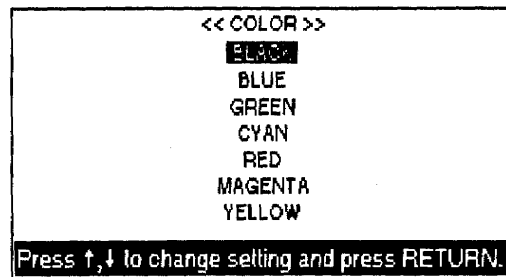 << COLOR >>
BLACK
BLUE
GREEN
CYAN
RED
MAGENTA
YELLOW
Press ↑,↓ to change setting and press RETURN.